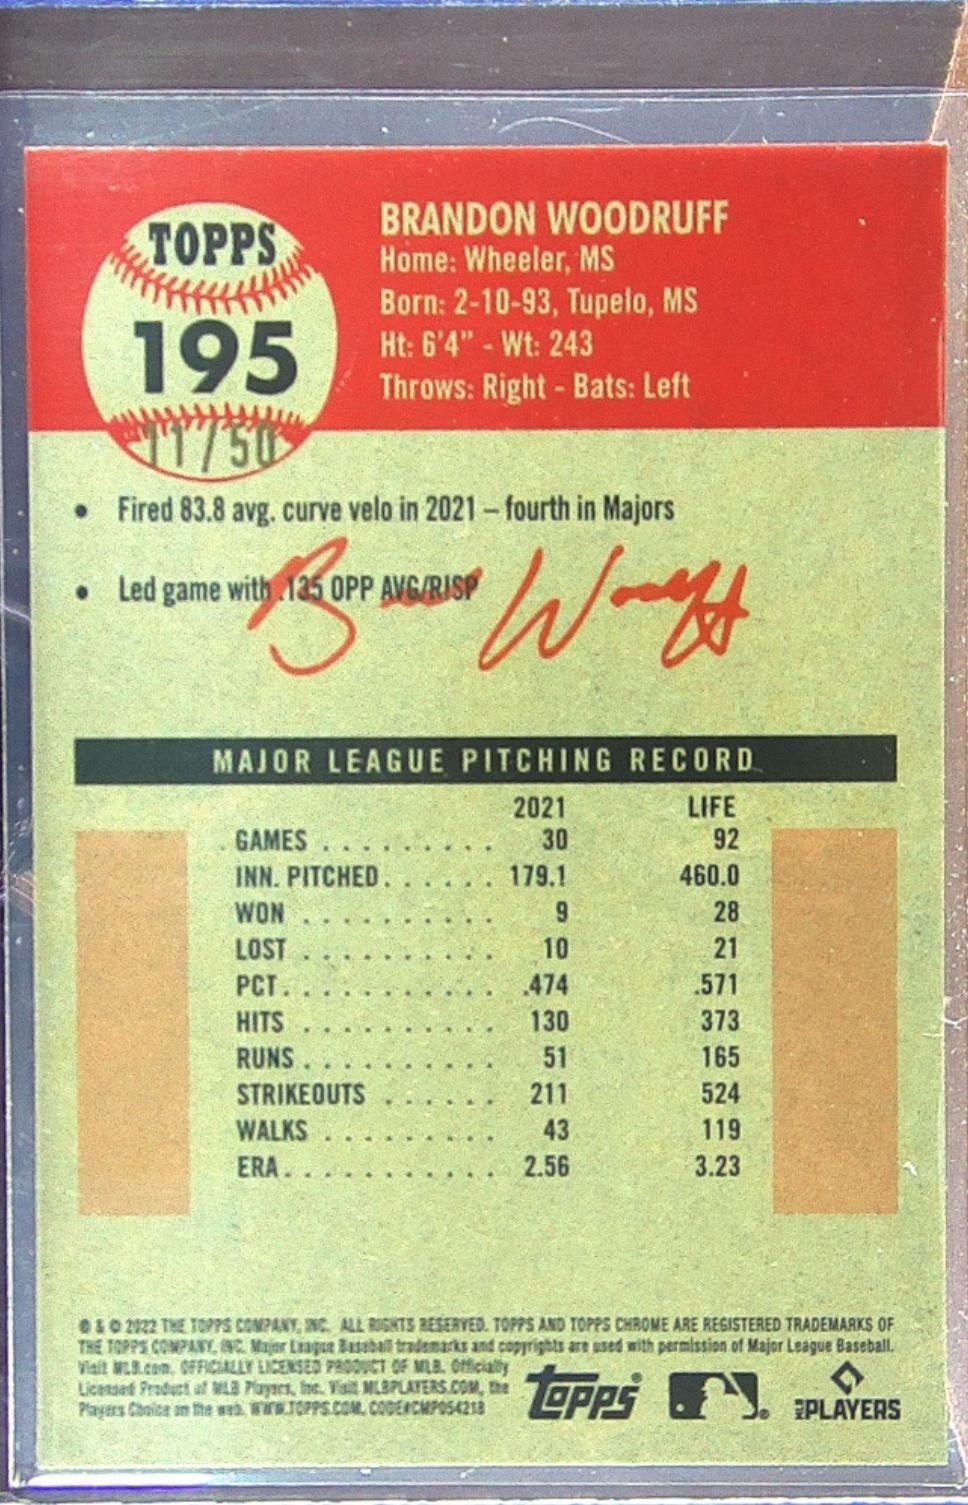 TOPPS
195
11/50
BRANDON WOODRUFF
Home: Wheeler, MS
Born: 2-10-93, Tupelo, MS
Ht: 6'4" - Wt: 243
Throws: Right - Bats: Left
• Fired 83.8 avg. curve velo in 2021 – fourth in Majors
• Led game with .135 OPP AVG/RISP
MAJOR LEAGUE PITCHING RECORD
2021 LIFE
GAMES . . . . . . . . . . 30 92
INN. PITCHED. . . . . . 179.1 460.0
WON . . . . . . . . . . . 9 28
LOST . . . . . . . . . . . 10 21
PCT. . . . . . . . . . . . .474 .571
HITS . . . . . . . . . . . 130 373
RUNS . . . . . . . . . . . 51 165
STRIKEOUTS . . . . . . 211 524
WALKS . . . . . . . . . . 43 119
ERA. . . . . . . . . . . . 2.56 3.23
® & © 2022 THE TOPPS COMPANY, INC. ALL RIGHTS RESERVED. TOPPS AND TOPPS CHROME ARE REGISTERED TRADEMARKS OF
THE TOPPS COMPANY, INC. Major League Baseball trademarks and copyrights are used with permission of Major League Baseball.
Visit MLB.com. OFFICIALLY LICENSED PRODUCT OF MLB. Officially
Licensed Product of MLB Players, Inc. Visit MLBPLAYERS.COM, the
Players Choice on the web. WWW.TOPPS.COM. CODE#CMP054218
Topps®
MLB PLAYERS